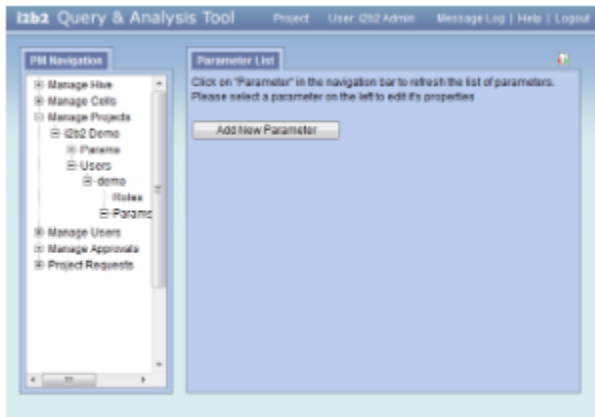 i2b2 Query & Analysis Tool
Project User: i2b2 Admin Message Log | Help | Logout
PM Navigation
Manage Hive
Manage Cells
Manage Projects
i2b2 Demo
Params
Users
demo
Roles
Params
Manage Users
Manage Approvals
Project Requests
Parameter List
Click on "Parameter" in the navigation bar to refresh the list of parameters.
Please select a parameter on the left to edit it's properties
Add New Parameter